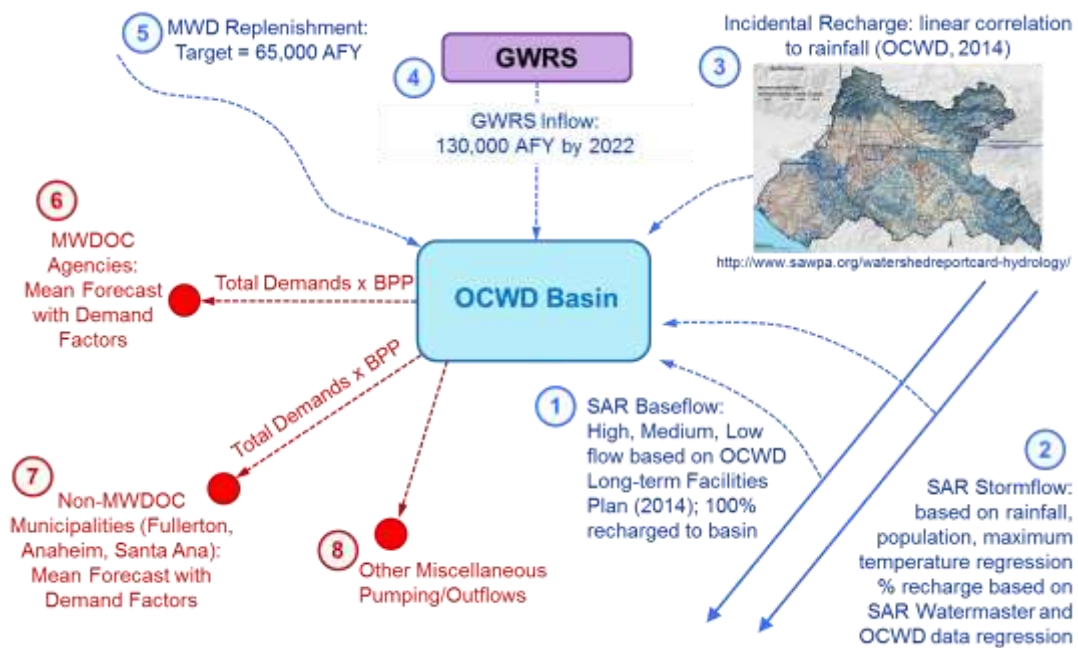 5
MWD Replenishment:
Target = 65,000 AFY
GWRS
4
GWRS Inflow:
130,000 AFY by 2022
Incidental Recharge: linear correlation
to rainfall (OCWD, 2014)
3
http://www.sawpa.org/watershedreportcard-hydrology/
6
MWDOC
Agencies:
Mean Forecast
with Demand
Factors
Total Demands x BPP
OCWD Basin
Total Demands x BPP
1
SAR Baseflow:
High, Medium, Low
flow based on OCWD
Long-term Facilities
Plan (2014); 100%
recharged to basin
2
SAR Stormflow:
based on rainfall,
population, maximum
temperature regression
% recharge based on
SAR Watermaster and
OCWD data regression
7
Non-MWDOC
Municipalities (Fullerton,
Anaheim, Santa Ana):
Mean Forecast with
Demand Factors
8
Other Miscellaneous
Pumping/Outflows